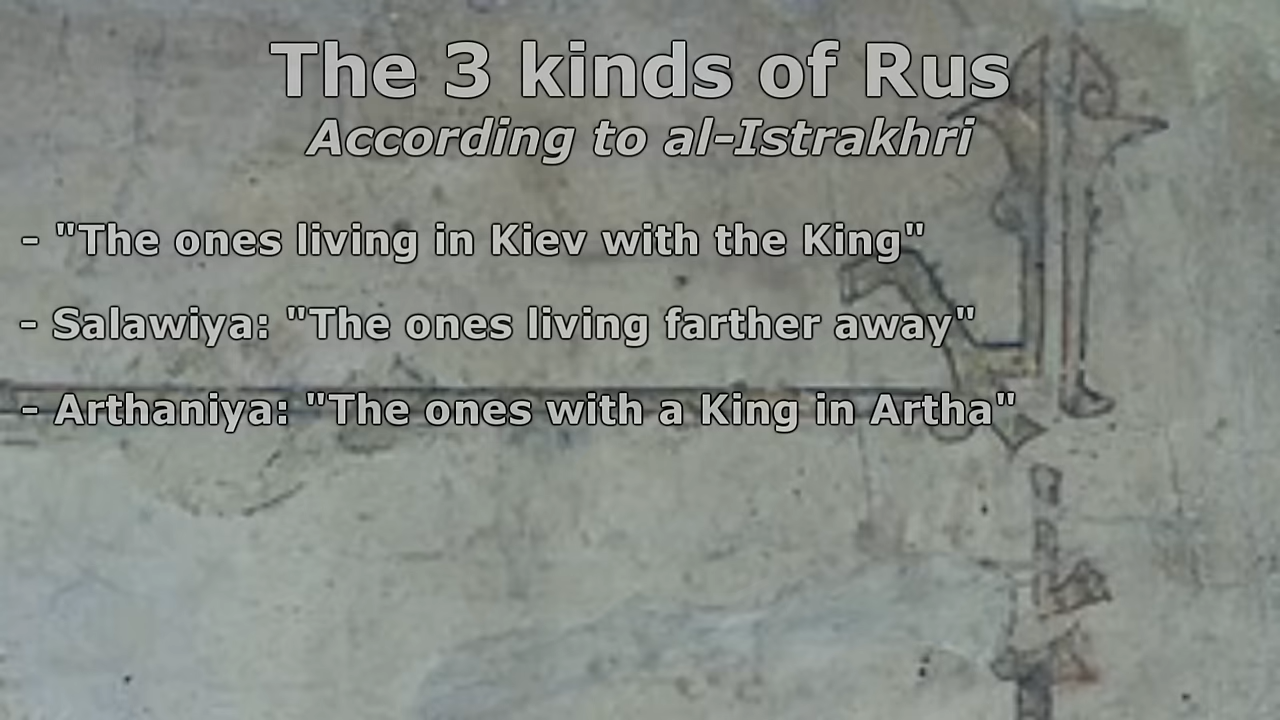 The 3 kinds of Rus
According to al-Istrakhri
- "The ones living in Kiev with the King"
- Salawiya: "The ones living farther away"
- Arthaniya: "The ones with a King in Artha"